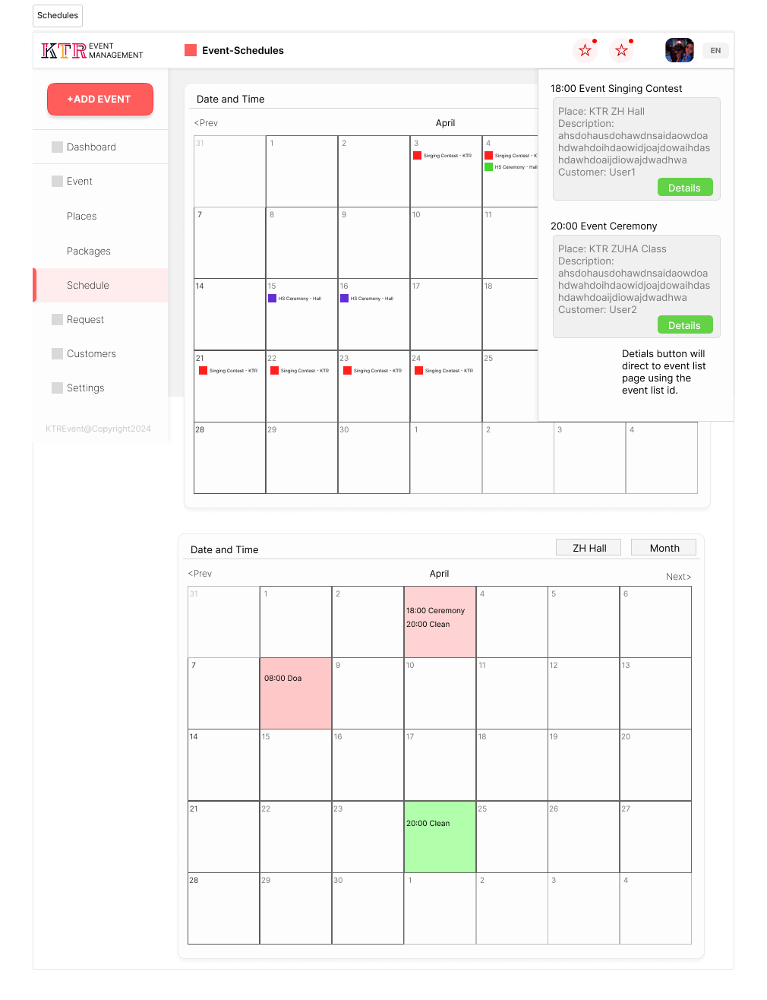 Schedules
KTR EVENT MANAGEMENT
Event-Schedules
EN
+ADD EVENT
Dashboard
Event
Places
Packages
Schedule
Request
Customers
Settings
KTREvent@Copyright2024
Date and Time
<Prev April
31 1 2 3 4
Singing Contest - KTR Singing Contest - K
HS Ceremony - Hall
7 8 9 10 11
14 15 16 17 18
HS Ceremony - Hall HS Ceremony - Hall
21 22 23 24 25
Singing Contest - KTR Singing Contest - KTR Singing Contest - KTR Singing Contest - KTR
28 29 30 1 2 3 4
18:00 Event Singing Contest
Place: KTR ZH Hall
Description:
ahsdohausdohawdnsaidaowdoa
hdwahdoihdaowidjoajdowaihdas
hdawhdoaijdiowajdwadhwa
Customer: User1
Details
20:00 Event Ceremony
Place: KTR ZUHA Class
Description:
ahsdohausdohawdnsaidaowdoa
hdwahdoihdaowidjoajdowaihdas
hdawhdoaijdiowajdwadhwa
Customer: User2
Details
Detials button will
direct to event list
page using the
event list id.
Date and Time ZH Hall Month
<Prev April Next>
31 1 2 4 5 6
18:00 Ceremony
20:00 Clean
7 9 10 11 12 13
08:00 Doa
14 15 16 17 18 19 20
21 22 23 25 26 27
20:00 Clean
28 29 30 1 2 3 4